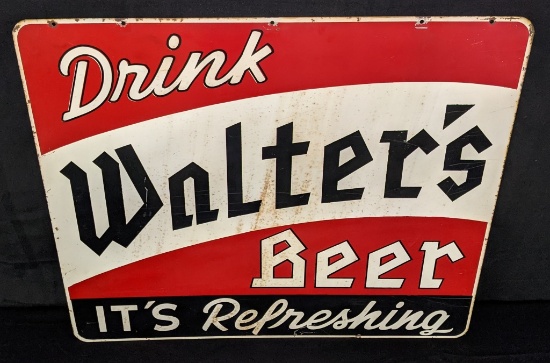 Drink
Walter's
Beer
IT'S Refreshing